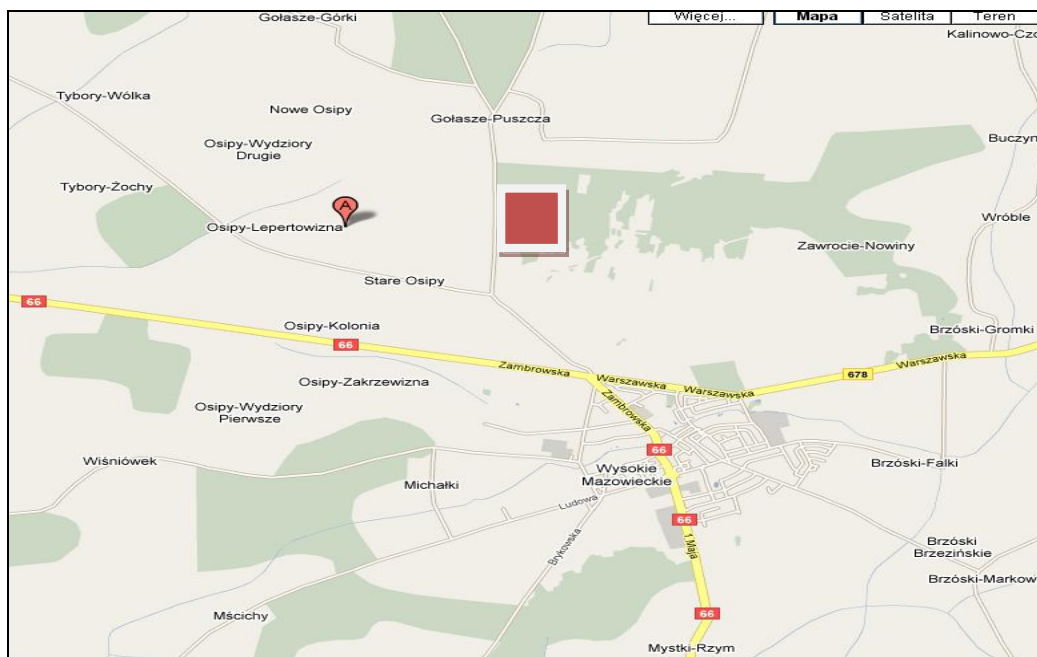 Gołasze-Górki
Więcej...
Mapa
Satelita
Teren
Kalinowo-Czo
Tybory-Wólka
Nowe Osipy
Gołasze-Puszcza
Osipy-Wydziory
Drugie
Buczyn
Tybory-Żochy
A
Osipy-Lepertowizna
Wróble
Zawrocie-Nowiny
Stare Osipy
66
Osipy-Kolonia
66
Brzóski-Gromki
Zambrowska
Warszawska
Warszawska
678
Warszawska
Osipy-Zakrzewizna
Zambrowska
Osipy-Wydziory
Pierwsze
66
Wiśniówek
Wysokie
Mazowieckie
Brzóski-Falki
Michałki
Ludowa
66
1 Maja
Brykowska
Brzóski
Brzezińskie
Brzóski-Markow
Mścichy
66
Mystki-Rzym